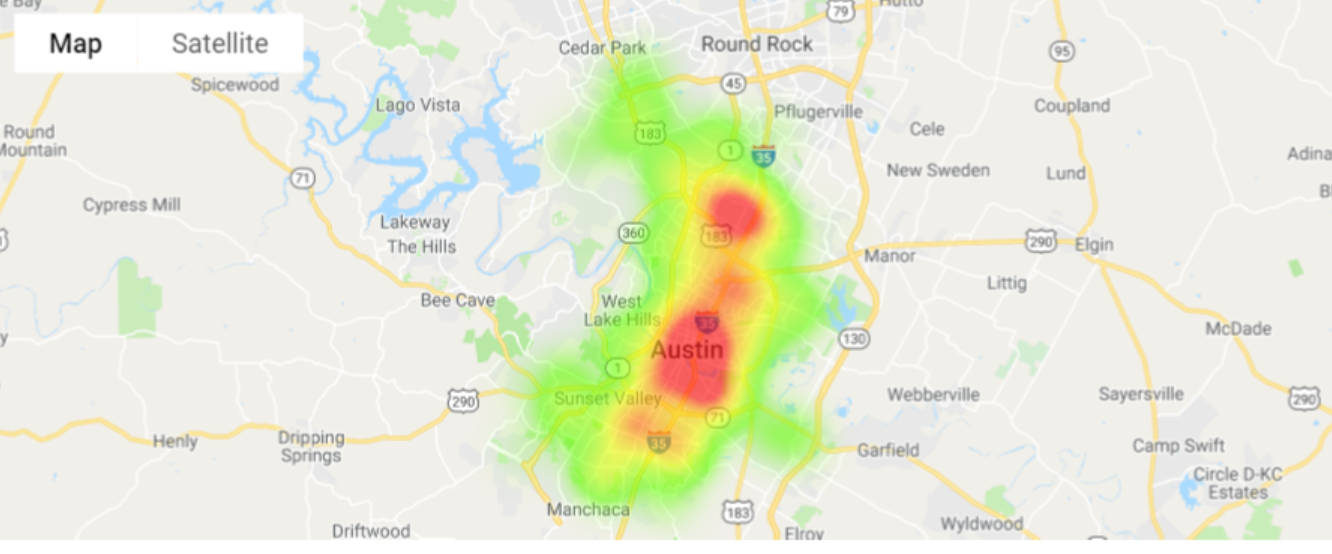 Map
Satellite
Hutto
79
Cedar Park
Round Rock
95
Spicewood
45
Lago Vista
Coupland
Pflugerville
Round
Mountain
183
Cele
1
35
New Sweden
Lund
71
Cypress Mill
Lakeway
The Hills
360
183
290
Elgin
Manor
Littig
Bee Cave
West
Lake Hills
35
McDade
130
Austin
1
Sunset Valley
290
71
Webberville
Sayersville
290
Henly
Dripping
Springs
35
Garfield
Camp Swift
Circle D-KC
Estates
Manchaca
183
Driftwood
Elroy
Wyldwood